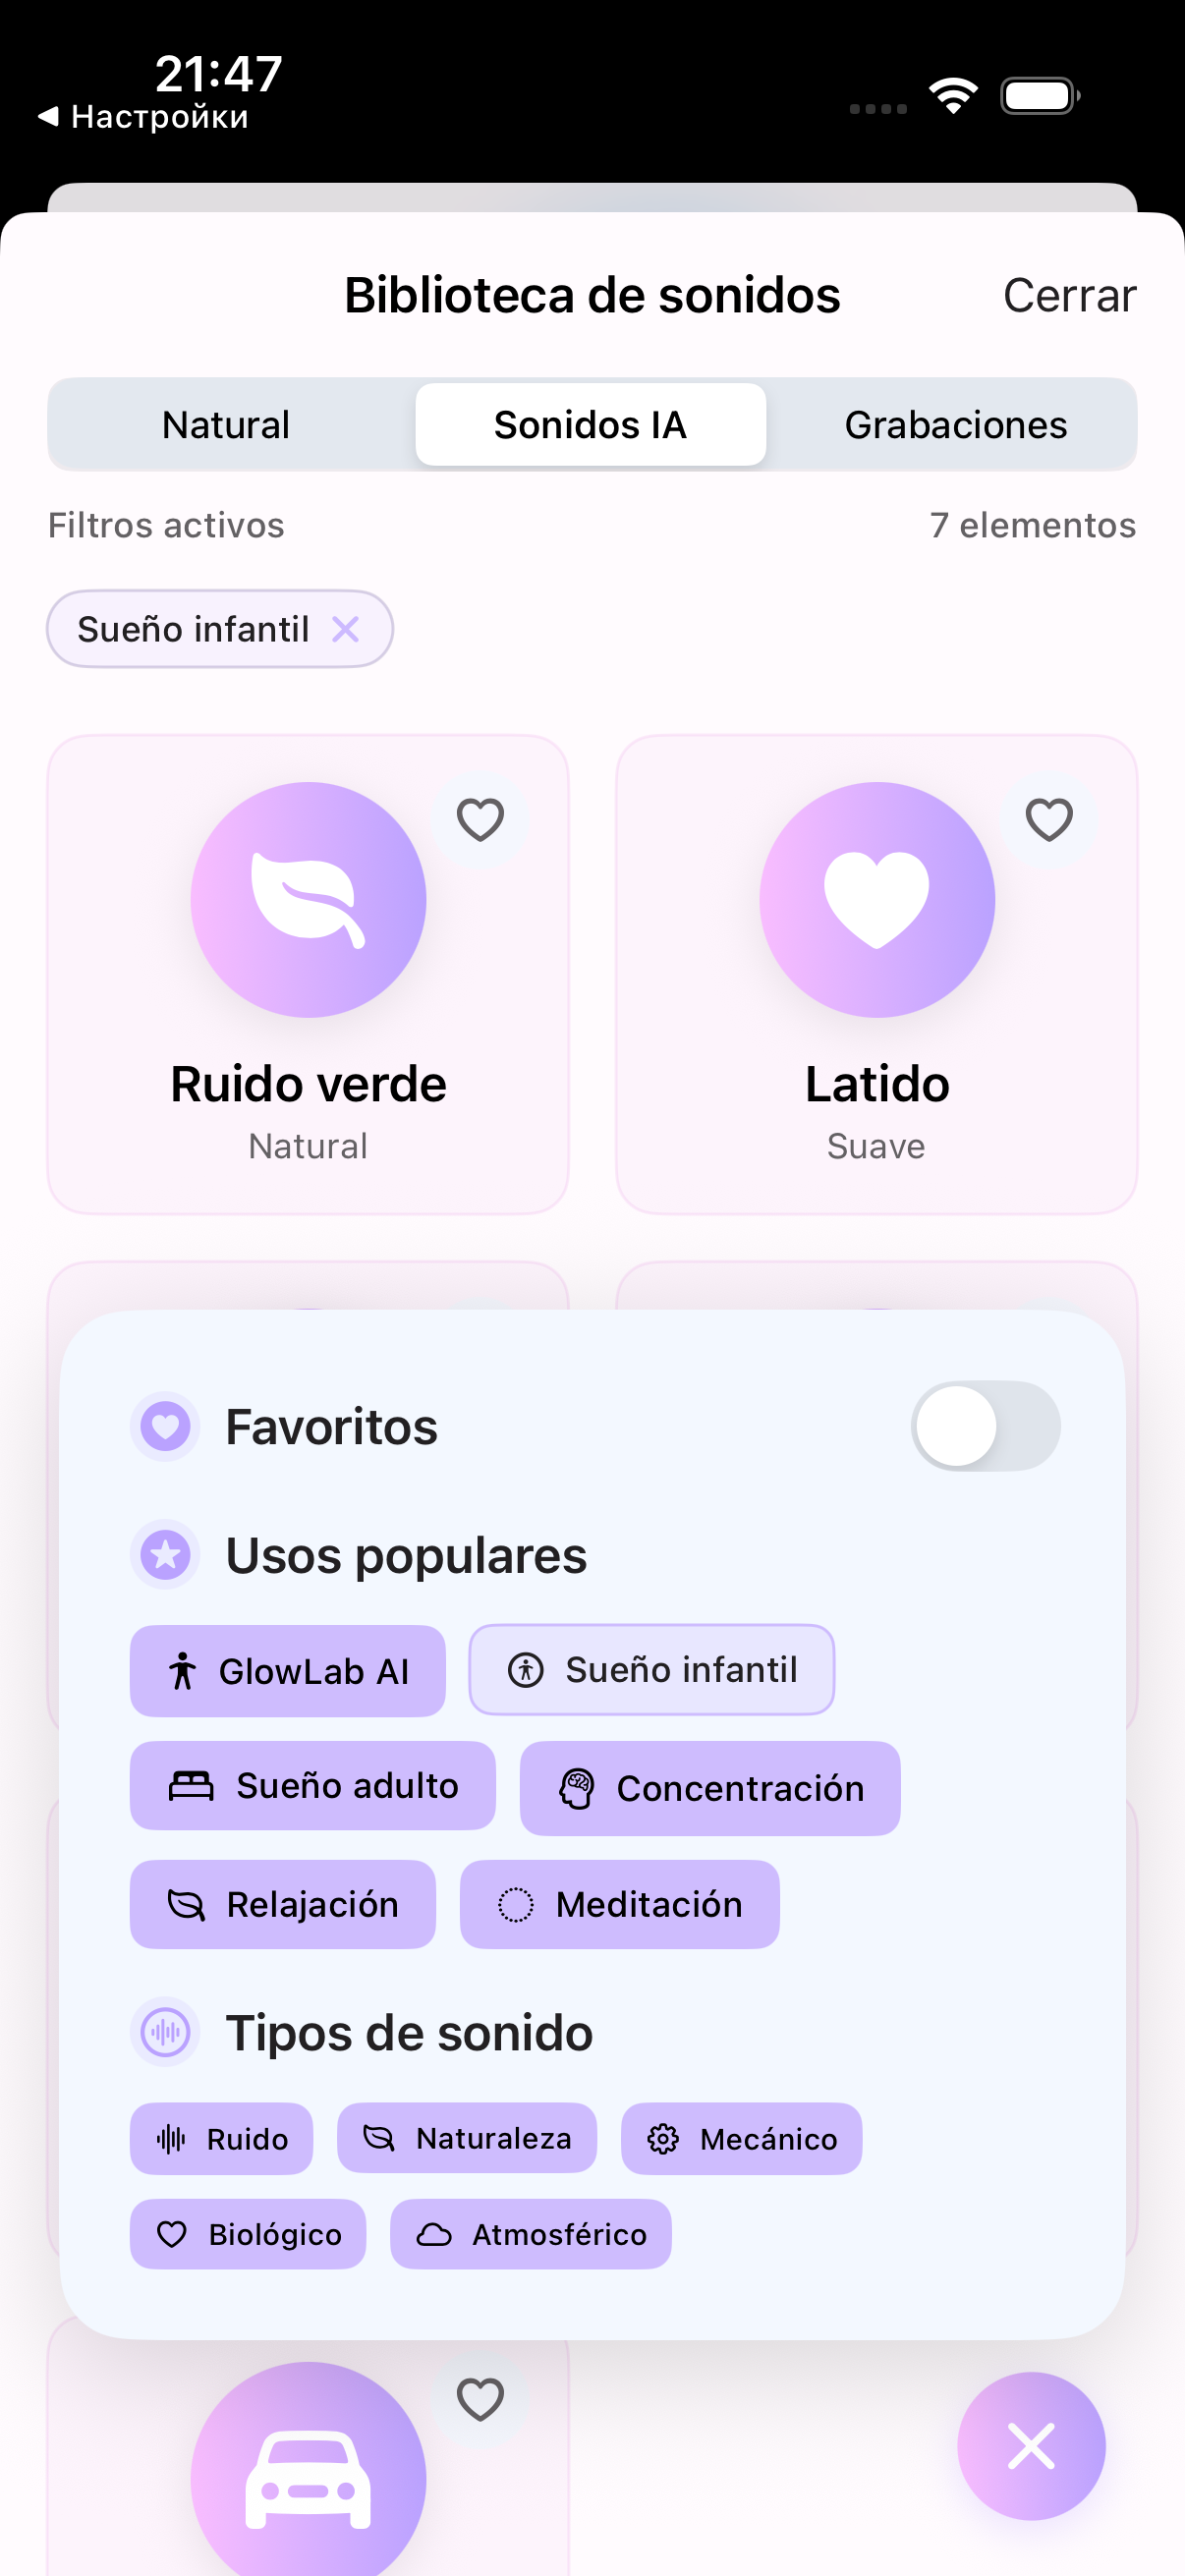 21:47
Настройки
Biblioteca de sonidos
Cerrar
Natural
Sonidos IA
Grabaciones
Filtros activos
7 elementos
Sueño infantil
Ruido verde
Natural
Latido
Suave
Favoritos
Usos populares
GlowLab AI
Sueño infantil
Sueño adulto
Concentración
Relajación
Meditación
Tipos de sonido
Ruido
Naturaleza
Mecánico
Biológico
Atmosférico